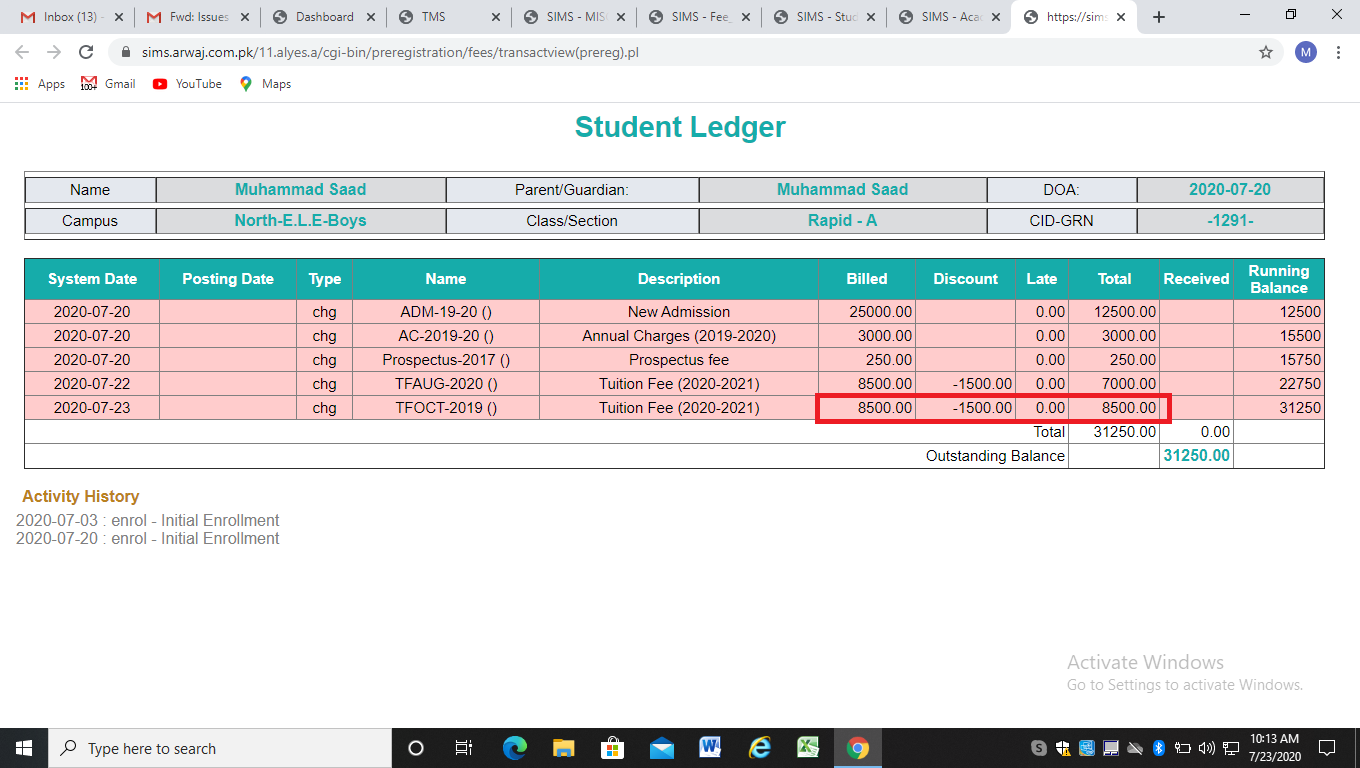 Inbox (13) -
Fwd: Issues
Dashboard
TMS
SIMS - MIS
SIMS - Fee_
SIMS - Stud
SIMS - Acad
https://sims
sims.arwaj.com.pk/11.alyes.a/cgi-bin/preregistration/fees/transactview(prereg).pl
M
Apps
100+
Gmail
YouTube
Maps
Student Ledger
Name Muhammad Saad Parent/Guardian: Muhammad Saad DOA: 2020-07-20
Campus North-E.L.E-Boys Class/Section Rapid - A CID-GRN -1291-
System Date Posting Date Type Name Description Billed Discount Late Total Received Running Balance
2020-07-20 chg ADM-19-20 () New Admission 25000.00 0.00 12500.00 12500
2020-07-20 chg AC-2019-20 () Annual Charges (2019-2020) 3000.00 0.00 3000.00 15500
2020-07-20 chg Prospectus-2017 () Prospectus fee 250.00 0.00 250.00 15750
2020-07-22 chg TFAUG-2020 () Tuition Fee (2020-2021) 8500.00 -1500.00 0.00 7000.00 22750
2020-07-23 chg TFOCT-2019 () Tuition Fee (2020-2021) 8500.00 -1500.00 0.00 8500.00 31250
Total 31250.00 0.00
Outstanding Balance 31250.00
Activity History
2020-07-03 : enrol - Initial Enrollment
2020-07-20 : enrol - Initial Enrollment
Activate Windows
Go to Settings to activate Windows.
Type here to search
10:13 AM
7/23/2020